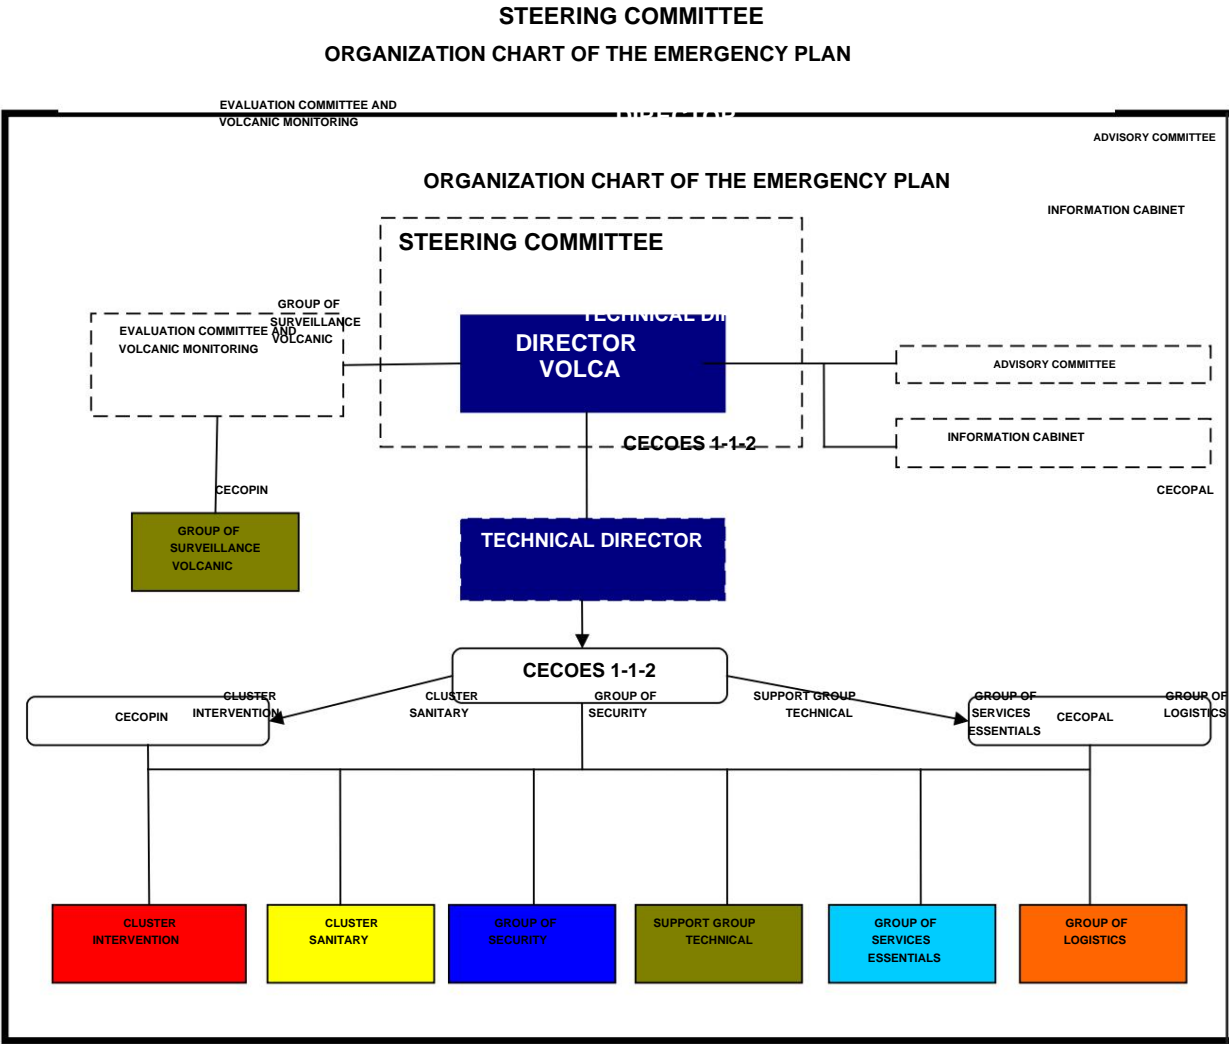 STEERING COMMITTEE
ORGANIZATION CHART OF THE EMERGENCY PLAN
EVALUATION COMMITTEE AND
VOLCANIC MONITORING
DIRECTOR
ADVISORY COMMITTEE
ORGANIZATION CHART OF THE EMERGENCY PLAN
INFORMATION CABINET
STEERING COMMITTEE
GROUP OF
SURVEILLANCE
VOLCANIC
EVALUATION COMMITTEE AND
VOLCANIC MONITORING
TECHNICAL DI
DIRECTOR
VOLCA
ADVISORY COMMITTEE
CECOES 1-1-2
INFORMATION CABINET
CECOPIN
CECOPAL
GROUP OF
SURVEILLANCE
VOLCANIC
TECHNICAL DIRECTOR
CECOES 1-1-2
CLUSTER
INTERVENTION
CLUSTER
SANITARY
GROUP OF
SECURITY
SUPPORT GROUP
TECHNICAL
GROUP OF
SERVICES
ESSENTIALS
GROUP OF
LOGISTICS
CECOPIN
CECOPAL
CLUSTER
INTERVENTION
CLUSTER
SANITARY
GROUP OF
SECURITY
SUPPORT GROUP
TECHNICAL
GROUP OF
SERVICES
ESSENTIALS
GROUP OF
LOGISTICS